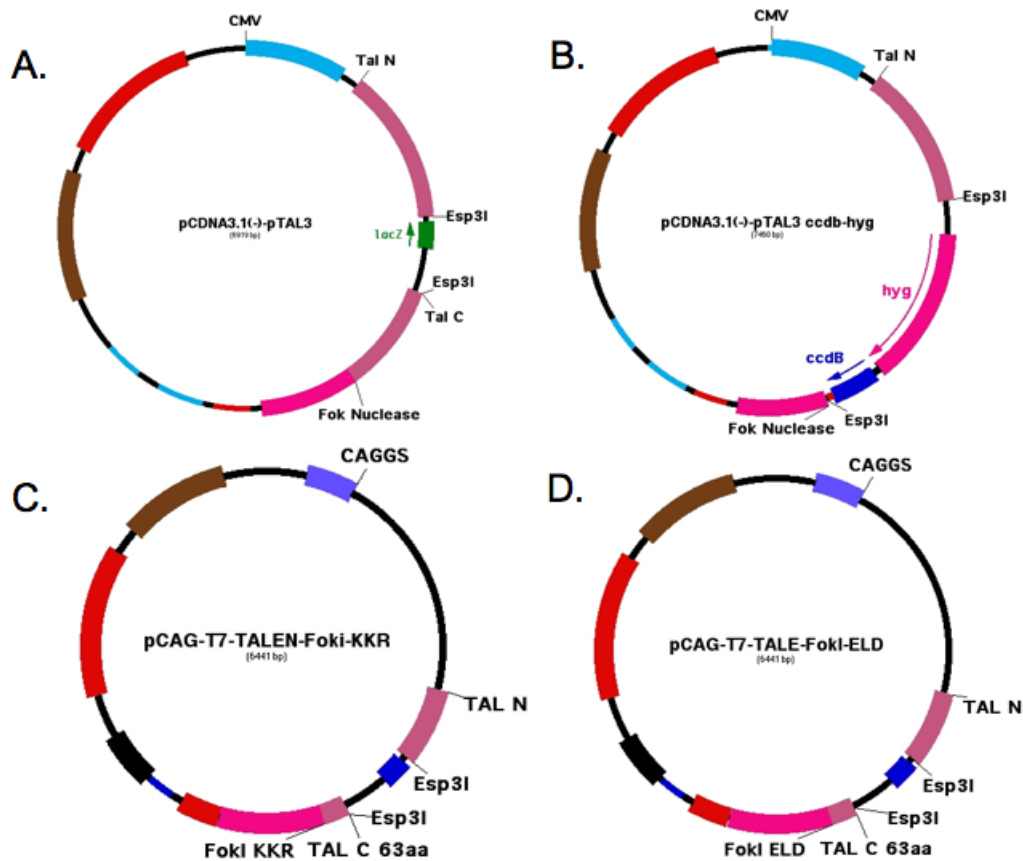 A.
CMV
Tal N
Esp3I
lacZ
Esp3I
Tal C
Fok Nuclease
pCDNA3.1(-)-pTAL3
B.
CMV
Tal N
Esp3I
hyg
ccdB
Esp3I
Fok Nuclease
pCDNA3.1(-)-pTAL3 ccdb-hyg
C.
CAGGS
pCAG-T7-TALEN-Foki-KKR
(6441 bp)
TAL N
Esp3I
Esp3I
TAL C 63aa
FokI KKR
D.
CAGGS
pCAG-T7-TALE-FokI-ELD
(6441 bp)
TAL N
Esp3I
Esp3I
TAL C 63aa
FokI ELD